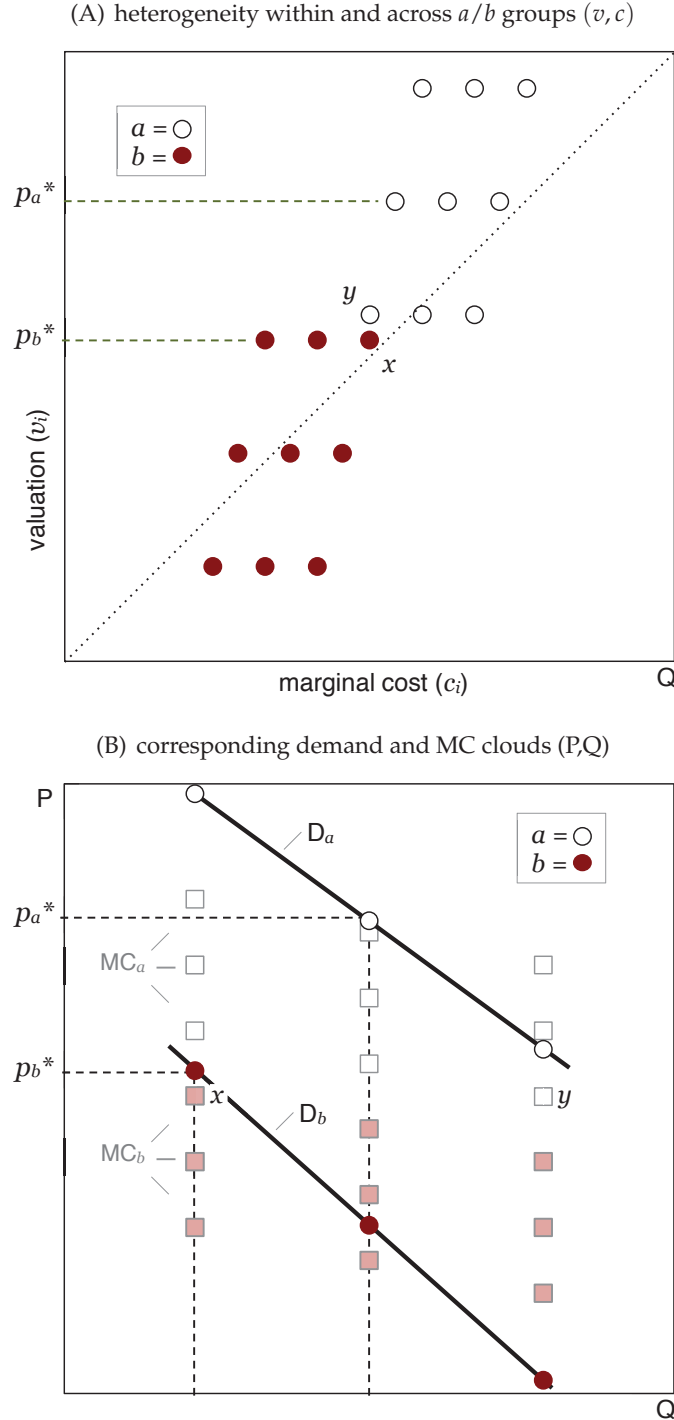 (A) heterogeneity within and across a/b groups (v, c)
a =
b =
pa*
y
pb*
x
valuation (vi)
marginal cost (ci)
Q
(B) corresponding demand and MC clouds (P,Q)
P
Da
a =
b =
pa*
MCa
pb*
x
y
Db
MCb
Q